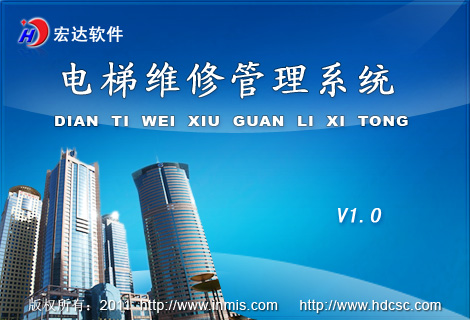 宏达软件
电梯维修管理系统
DIAN TI WEI XIU GUAN LI XI TONG
V1.0
版权所有：2011 http://www.inmis.com http://www.hdcsc.com